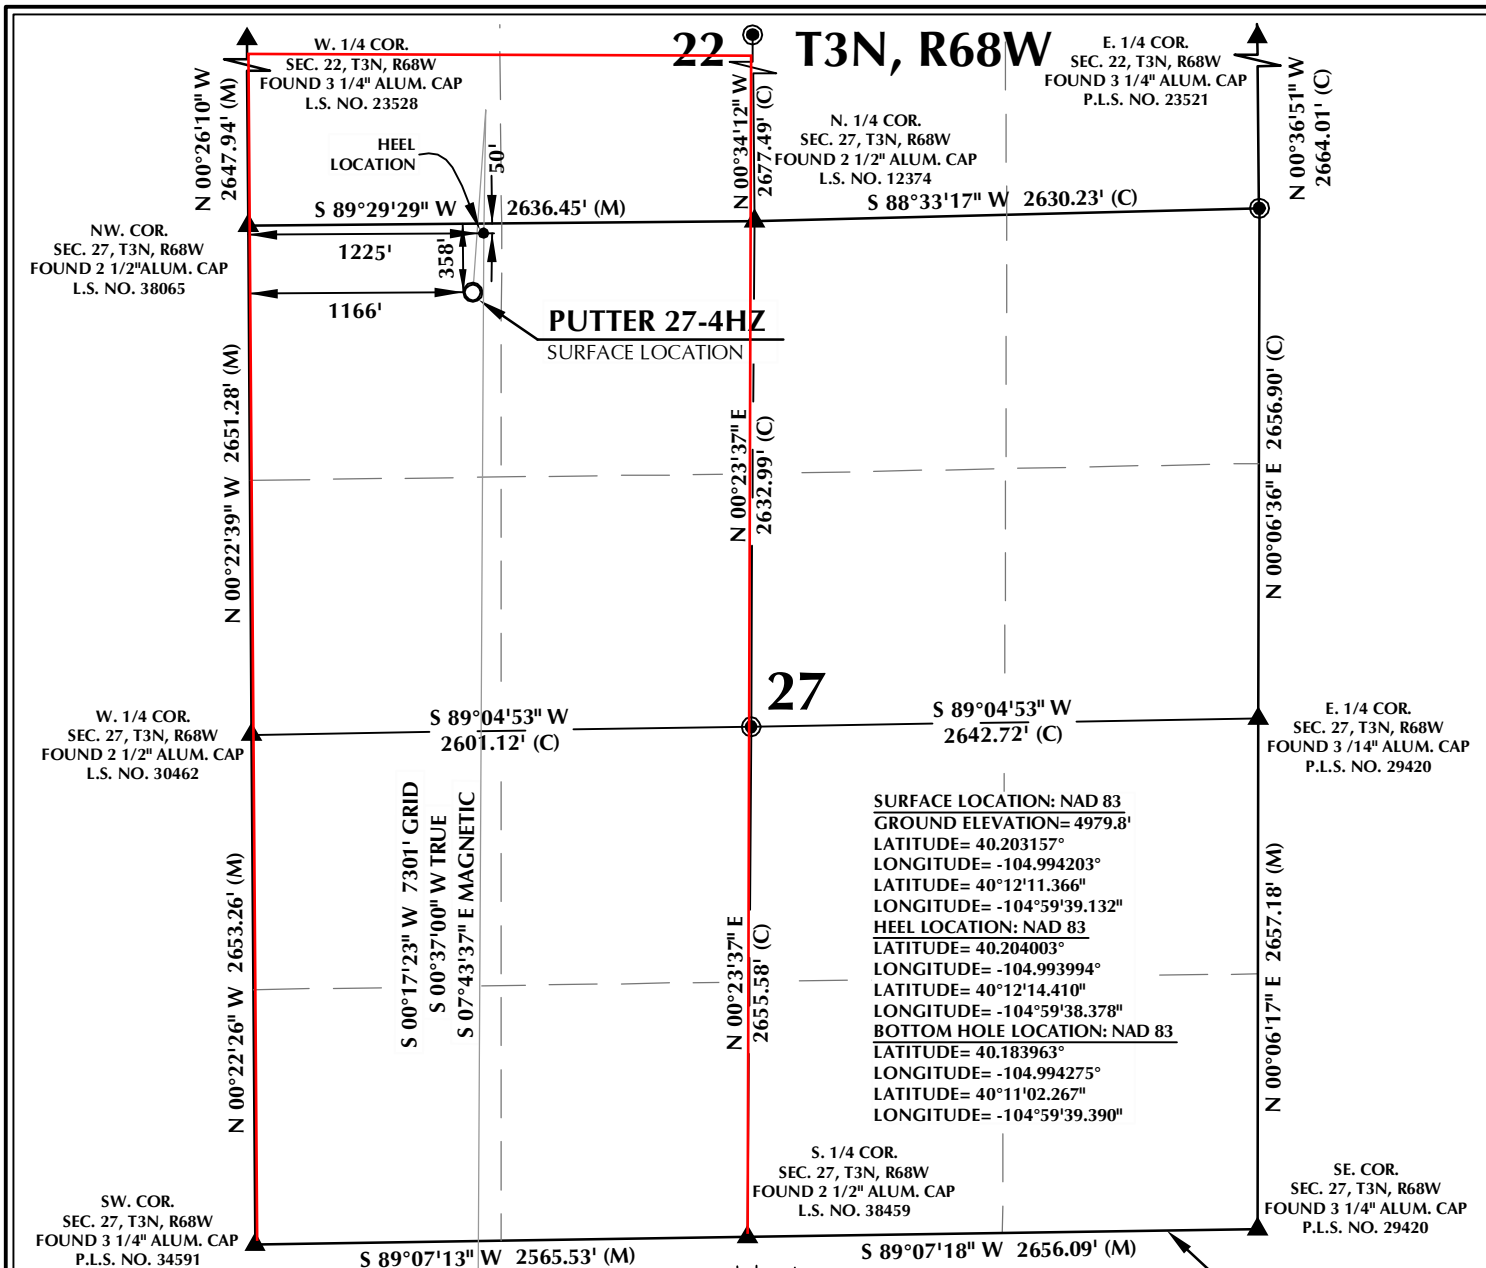 22 T3N, R68W
W. 1/4 COR.
SEC. 22, T3N, R68W
FOUND 3 1/4" ALUM. CAP
L.S. NO. 23528
E. 1/4 COR.
SEC. 22, T3N, R68W
FOUND 3 1/4" ALUM. CAP
P.L.S. NO. 23521
N 00°26'10" W
2647.94' (M)
N 00°34'12" W
2677.49' (C)
N 00°36'51" W
2664.01' (C)
HEEL
LOCATION
50'
N. 1/4 COR.
SEC. 27, T3N, R68W
FOUND 2 1/2" ALUM. CAP
L.S. NO. 12374
S 89°29'29" W 2636.45' (M)
S 88°33'17" W 2630.23' (C)
NW. COR.
SEC. 27, T3N, R68W
FOUND 2 1/2"ALUM. CAP
L.S. NO. 38065
1225'
358'
1166'
PUTTER 27-4HZ
SURFACE LOCATION
N 00°22'39" W 2651.28' (M)
N 00°23'37" E
2632.99' (C)
N 00°06'36" E 2656.90' (C)
27
W. 1/4 COR.
SEC. 27, T3N, R68W
FOUND 2 1/2" ALUM. CAP
L.S. NO. 30462
S 89°04'53" W
2601.12' (C)
S 89°04'53" W
2642.72' (C)
E. 1/4 COR.
SEC. 27, T3N, R68W
FOUND 3 /14" ALUM. CAP
P.L.S. NO. 29420
S 00°17'23" W 7301' GRID
S 00°37'00" W TRUE
S 07°43'37" E MAGNETIC
SURFACE LOCATION: NAD 83
GROUND ELEVATION= 4979.8'
LATITUDE= 40.203157°
LONGITUDE= -104.994203°
LATITUDE= 40°12'11.366"
LONGITUDE= -104°59'39.132"
HEEL LOCATION: NAD 83
LATITUDE= 40.204003°
LONGITUDE= -104.993994°
LATITUDE= 40°12'14.410"
LONGITUDE= -104°59'38.378"
BOTTOM HOLE LOCATION: NAD 83
LATITUDE= 40.183963°
LONGITUDE= -104.994275°
LATITUDE= 40°11'02.267"
LONGITUDE= -104°59'39.390"
N 00°22'26" W 2653.26' (M)
N 00°23'37" E
2655.58' (C)
N 00°06'17" E 2657.18' (M)
S. 1/4 COR.
SEC. 27, T3N, R68W
FOUND 2 1/2" ALUM. CAP
L.S. NO. 38459
SW. COR.
SEC. 27, T3N, R68W
FOUND 3 1/4" ALUM. CAP
P.L.S. NO. 34591
SE. COR.
SEC. 27, T3N, R68W
FOUND 3 1/4" ALUM. CAP
P.L.S. NO. 29420
S 89°07'13" W 2565.53' (M)
S 89°07'18" W 2656.09' (M)